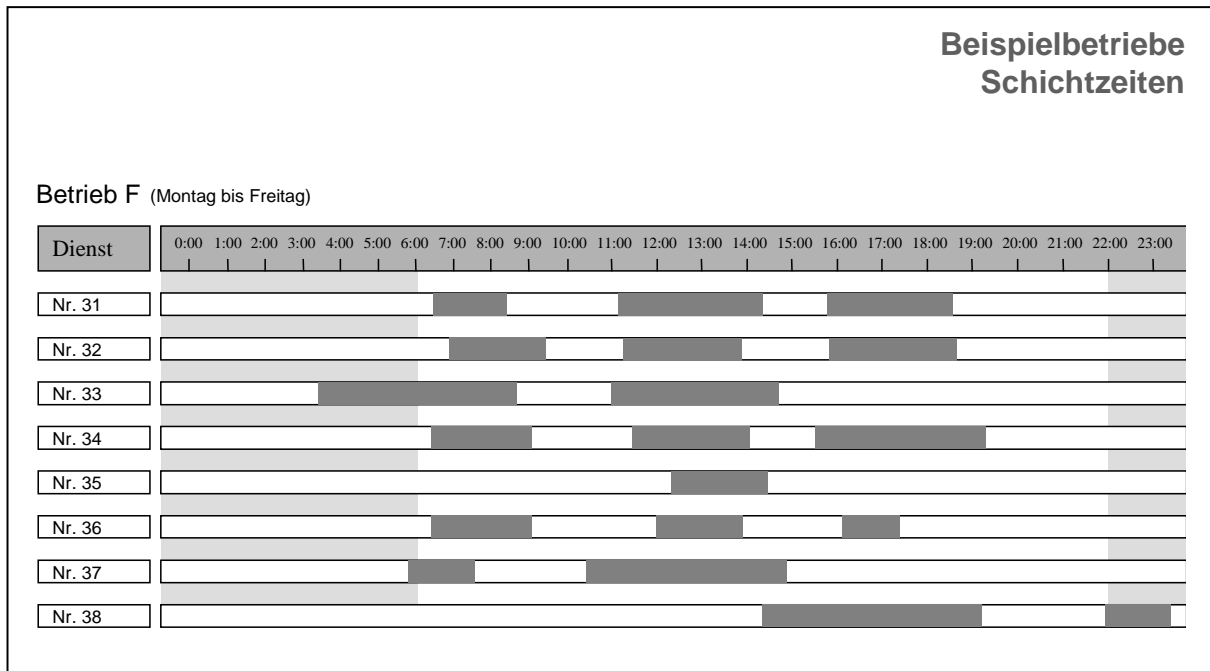 Beispielbetriebe
Schichtzeiten
Betrieb F (Montag bis Freitag)
Dienst 0:00 1:00 2:00 3:00 4:00 5:00 6:00 7:00 8:00 9:00 10:00 11:00 12:00 13:00 14:00 15:00 16:00 17:00 18:00 19:00 20:00 21:00 22:00 23:00
Nr. 31
Nr. 32
Nr. 33
Nr. 34
Nr. 35
Nr. 36
Nr. 37
Nr. 38